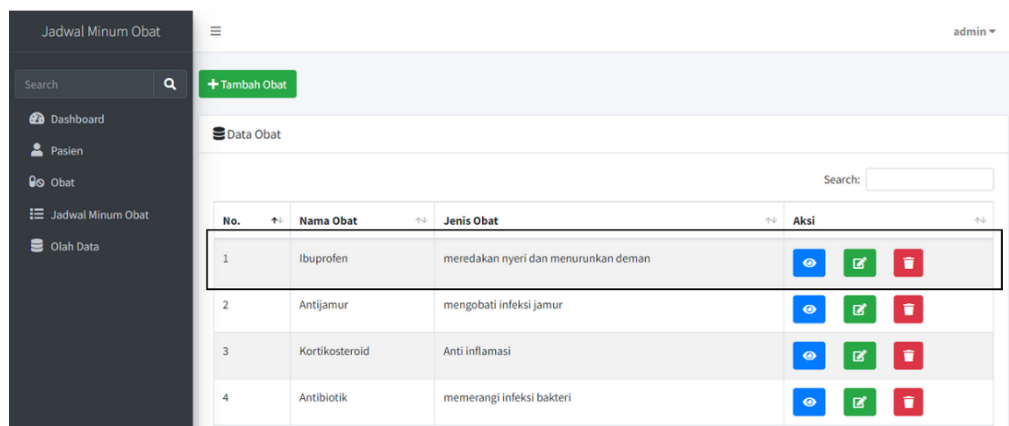 Jadwal Minum Obat
admin
Search
Tambah Obat
Dashboard
Pasien
Obat
Jadwal Minum Obat
Olah Data
Data Obat
Search:
No. Nama Obat Jenis Obat Aksi
1 Ibuprofen meredakan nyeri dan menurunkan deman
2 Antijamur mengobati infeksi jamur
3 Kortikosteroid Anti inflamasi
4 Antibiotik memerangi infeksi bakteri